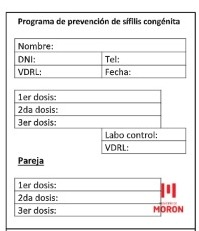 Programa de prevención de sífilis congénita
Nombre:
DNI: Tel:
VDRL: Fecha:
1er dosis:
2da dosis:
3er dosis:
Labo control:
VDRL:
Pareja
1er dosis:
2da dosis:
3er dosis:
MORON